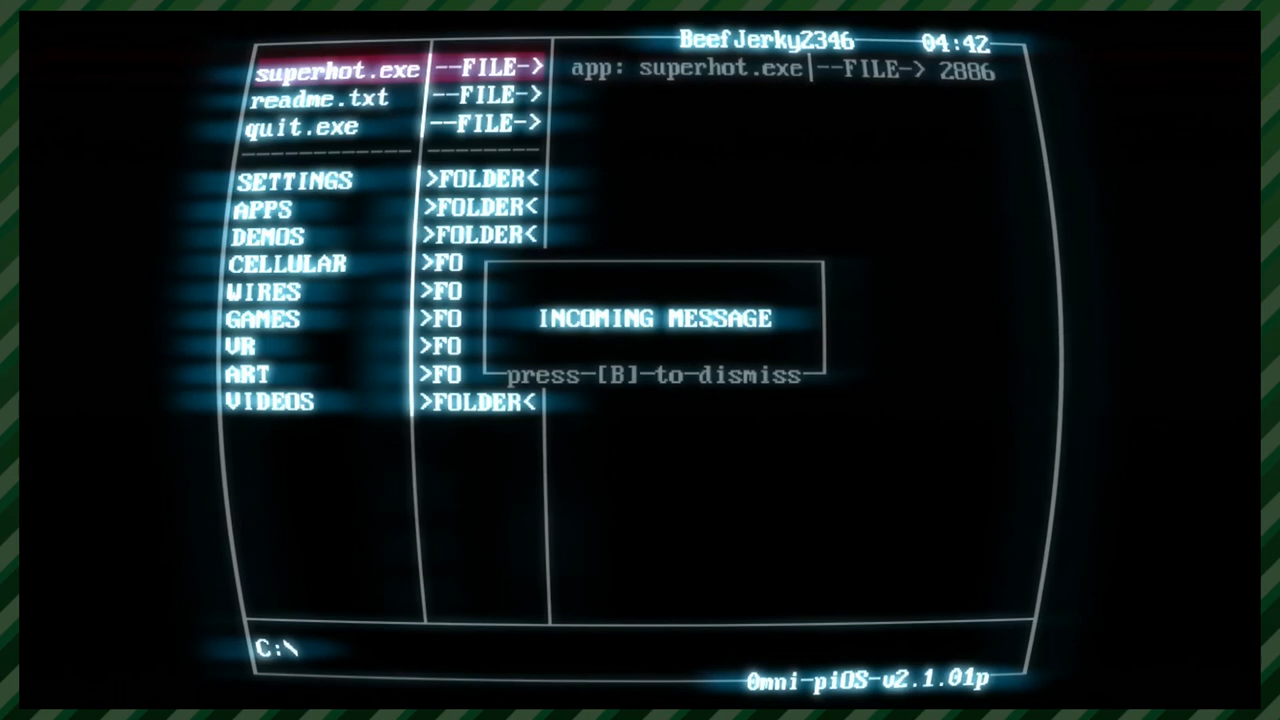 BeefJerky2346 04:42
superhot.exe --FILE-> app: superhot.exe|--FILE-> 2886
readme.txt --FILE->
quit.exe --FILE->
------------ --------
SETTINGS >FOLDER<
APPS >FOLDER<
DEMOS >FOLDER<
CELLULAR >FO
WIRES >FO
GAMES >FO
INCOMING MESSAGE
VR >FO
ART >FO
press-[B]-to-dismiss
VIDEOS >FOLDER<
C:\
0mni-piOS-v2.1.01p